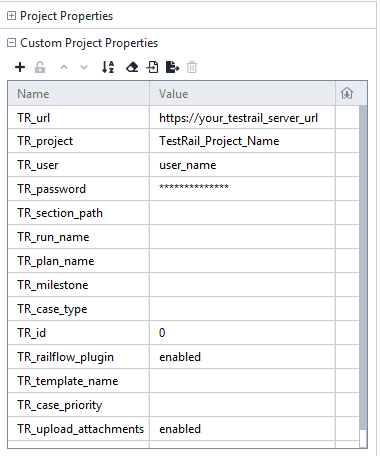 Project Properties
Custom Project Properties
Name Value
TR_url https://your_testrail_server_url
TR_project TestRail_Project_Name
TR_user user_name
TR_password **************
TR_section_path
TR_run_name
TR_plan_name
TR_milestone
TR_case_type
TR_id 0
TR_railflow_plugin enabled
TR_template_name
TR_case_priority
TR_upload_attachments enabled